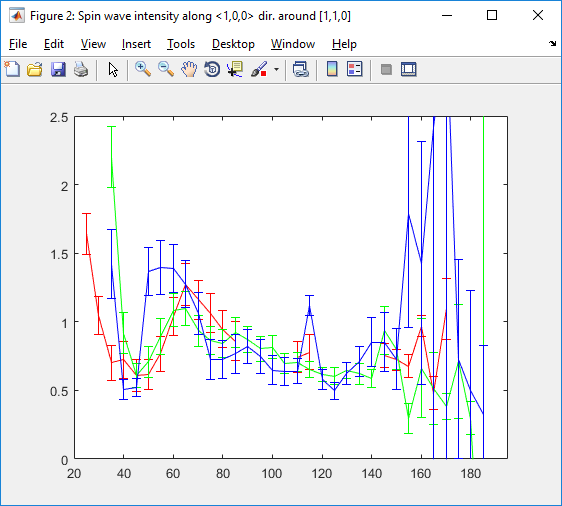 Figure 2: Spin wave intensity along <1,0,0> dir. around [1,1,0]
File Edit View Insert Tools Desktop Window Help
2.5
2
1.5
1
0.5
0
20 40 60 80 100 120 140 160 180